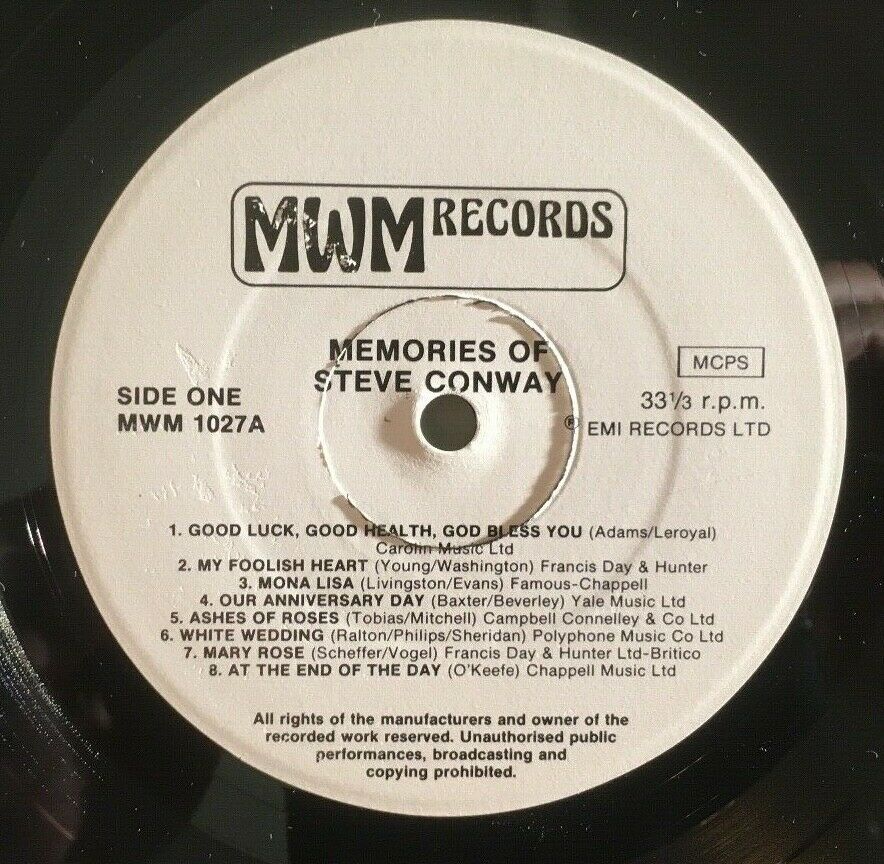 MWM RECORDS
MEMORIES OF
STEVE CONWAY
SIDE ONE
MWM 1027A
MCPS
33 1/3 r.p.m.
℗ EMI RECORDS LTD
1. GOOD LUCK, GOOD HEALTH, GOD BLESS YOU (Adams/Leroyal)
Carolin Music Ltd
2. MY FOOLISH HEART (Young/Washington) Francis Day & Hunter
3. MONA LISA (Livingston/Evans) Famous-Chappell
4. OUR ANNIVERSARY DAY (Baxter/Beverley) Yale Music Ltd
5. ASHES OF ROSES (Tobias/Mitchell) Campbell Connelley & Co Ltd
6. WHITE WEDDING (Ralton/Philips/Sheridan) Polyphone Music Co Ltd
7. MARY ROSE (Scheffer/Vogel) Francis Day & Hunter Ltd-Britico
8. AT THE END OF THE DAY (O'Keefe) Chappell Music Ltd
All rights of the manufacturers and owner of the
recorded work reserved. Unauthorised public
performances, broadcasting and
copying prohibited.